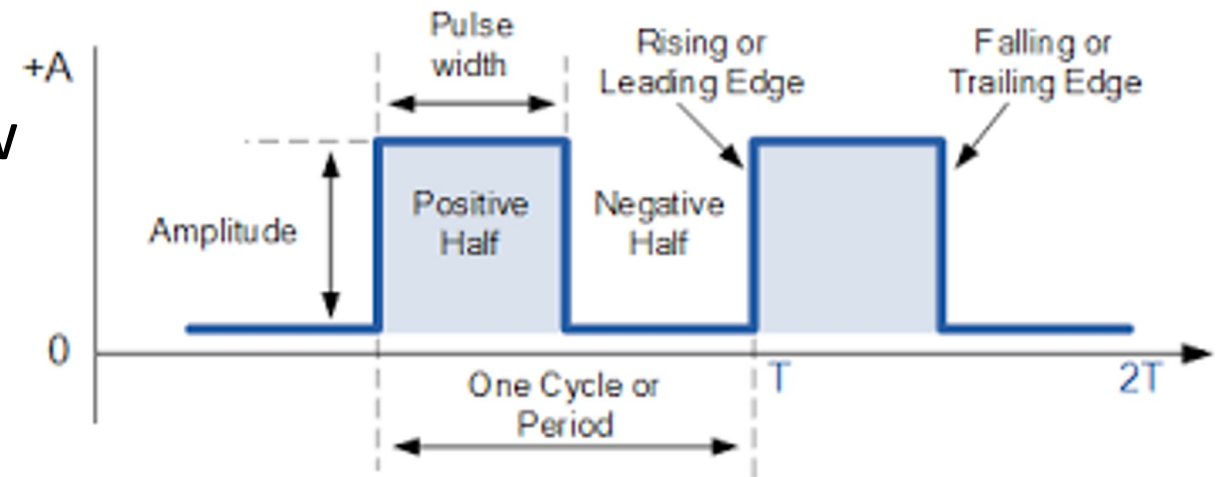 Pulse
width
Rising or
Leading Edge
Falling or
Trailing Edge
+A
Positive
Half
Negative
Half
Amplitude
0
T
2T
One Cycle or
Period